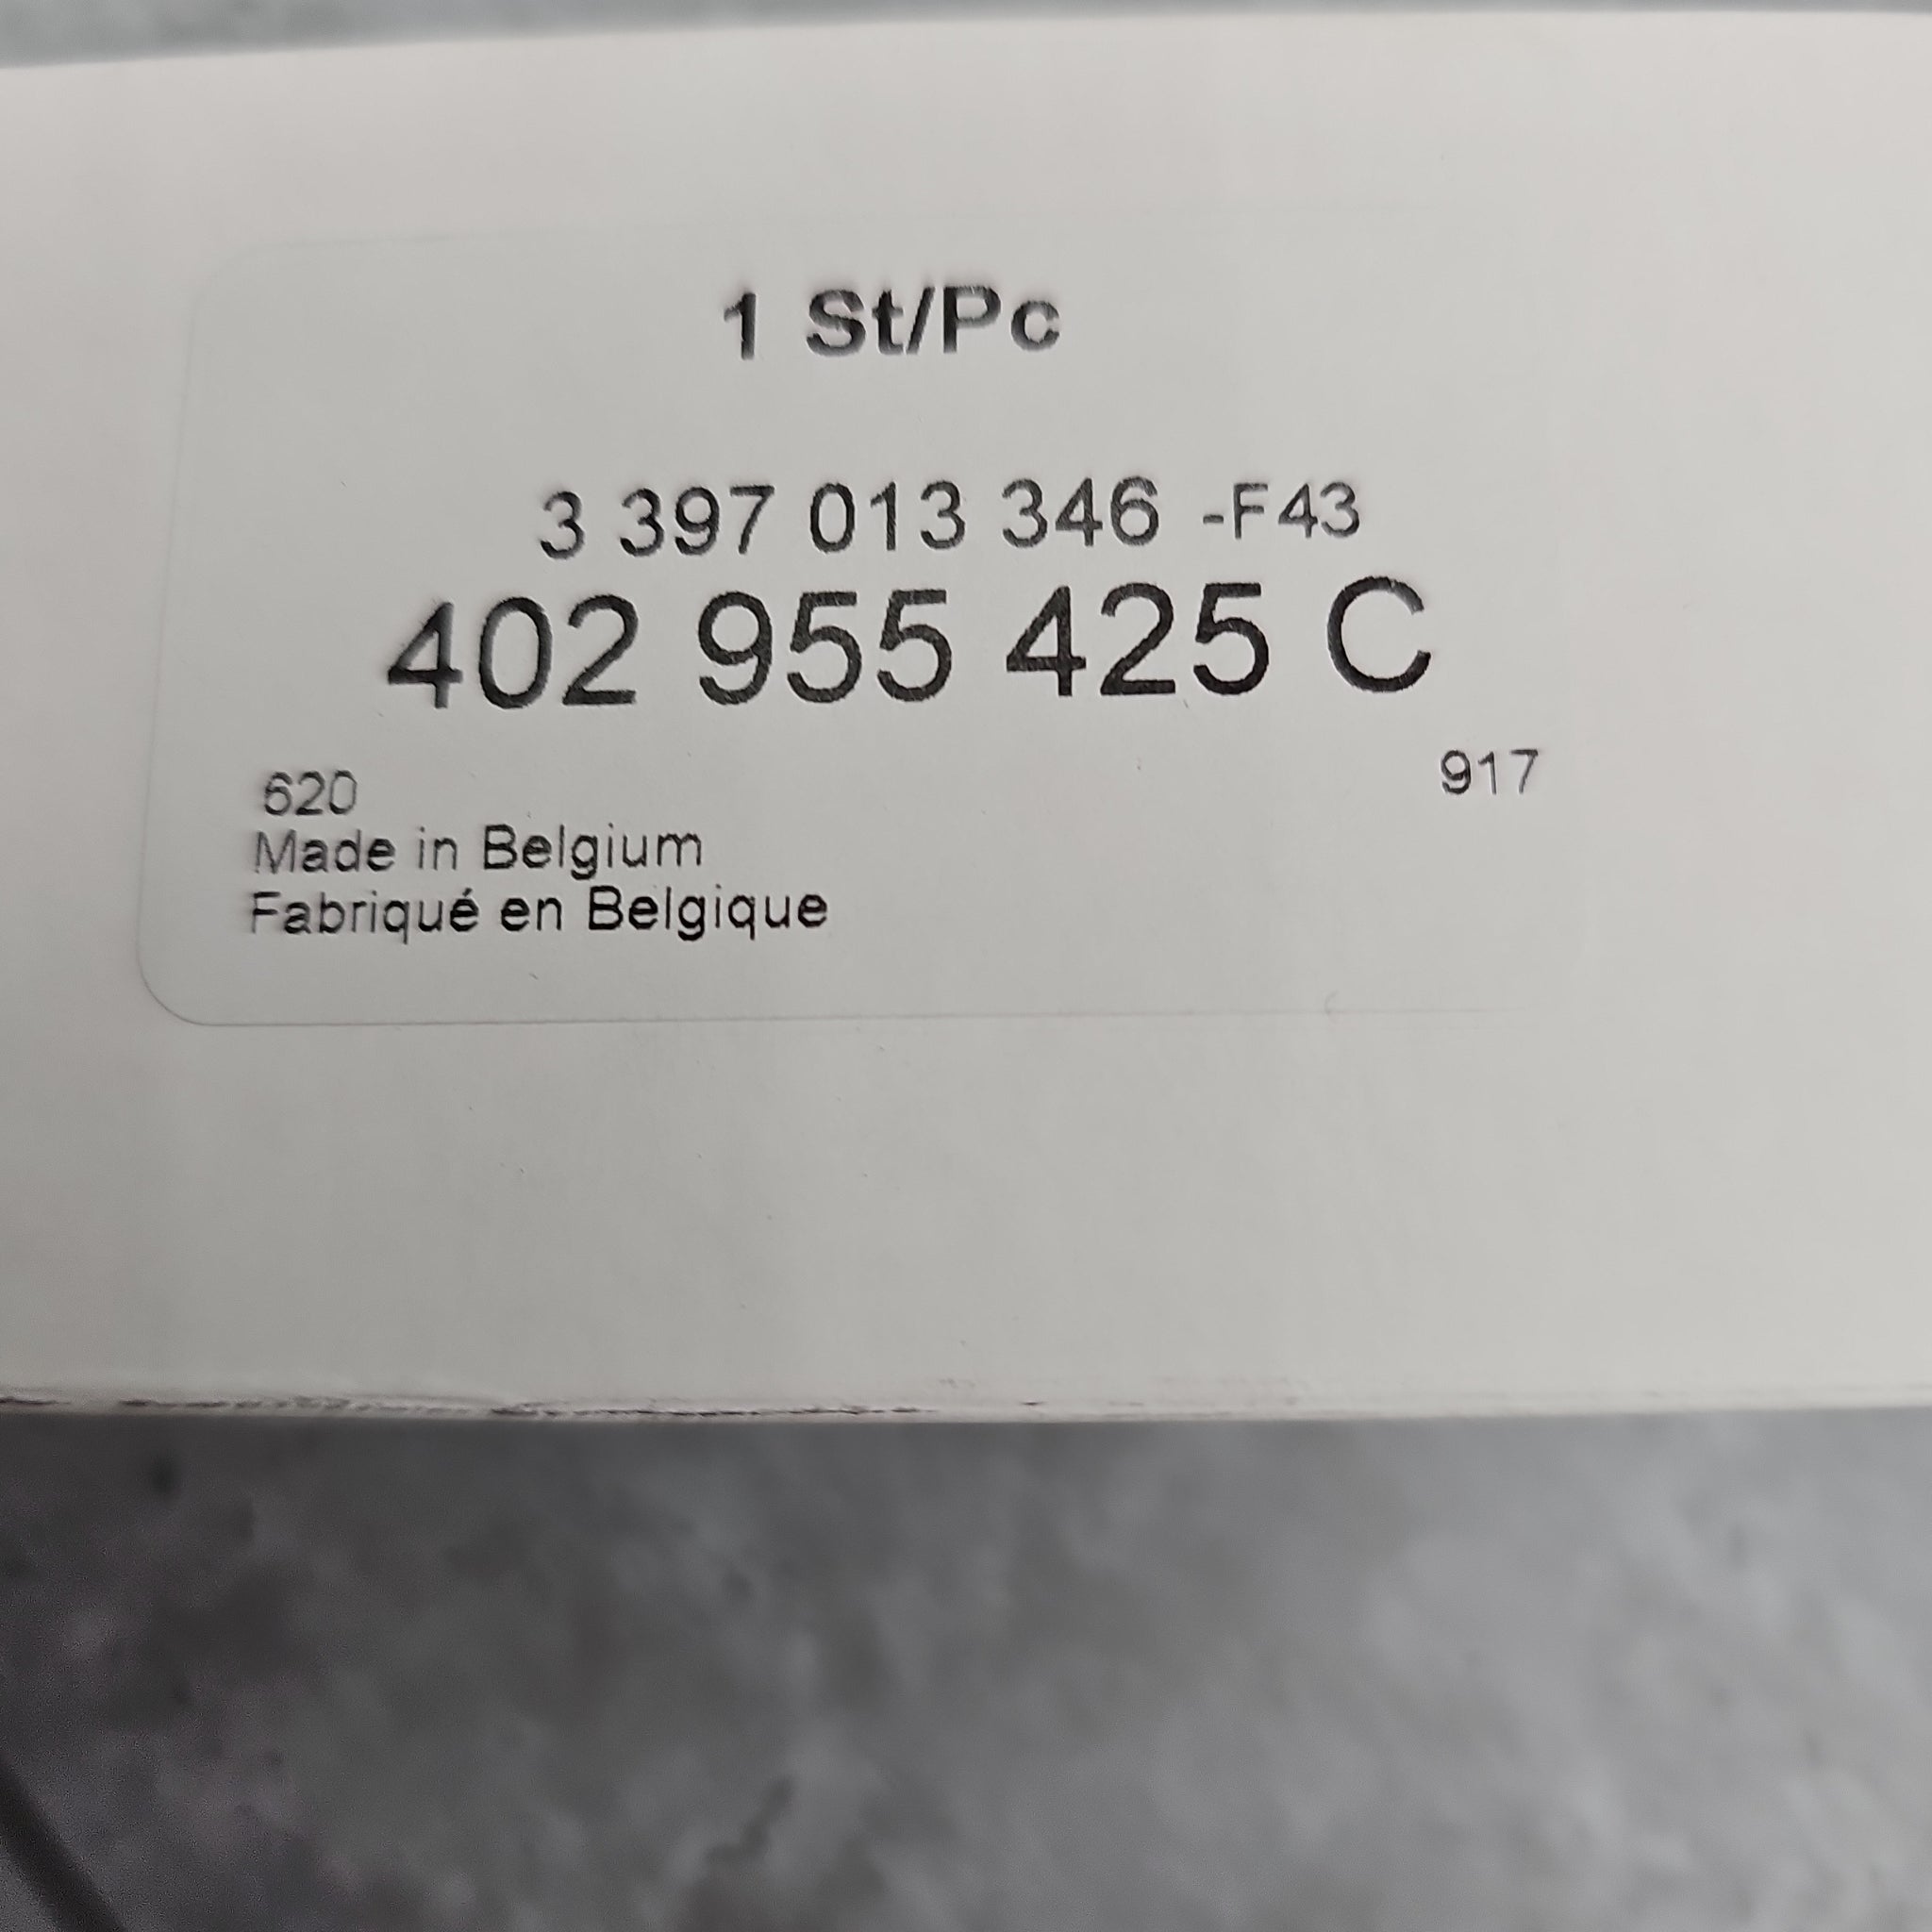 1 St/Pc
3 397 013 346 -F43
402 955 425 C
620
917
Made in Belgium
Fabriqué en Belgique